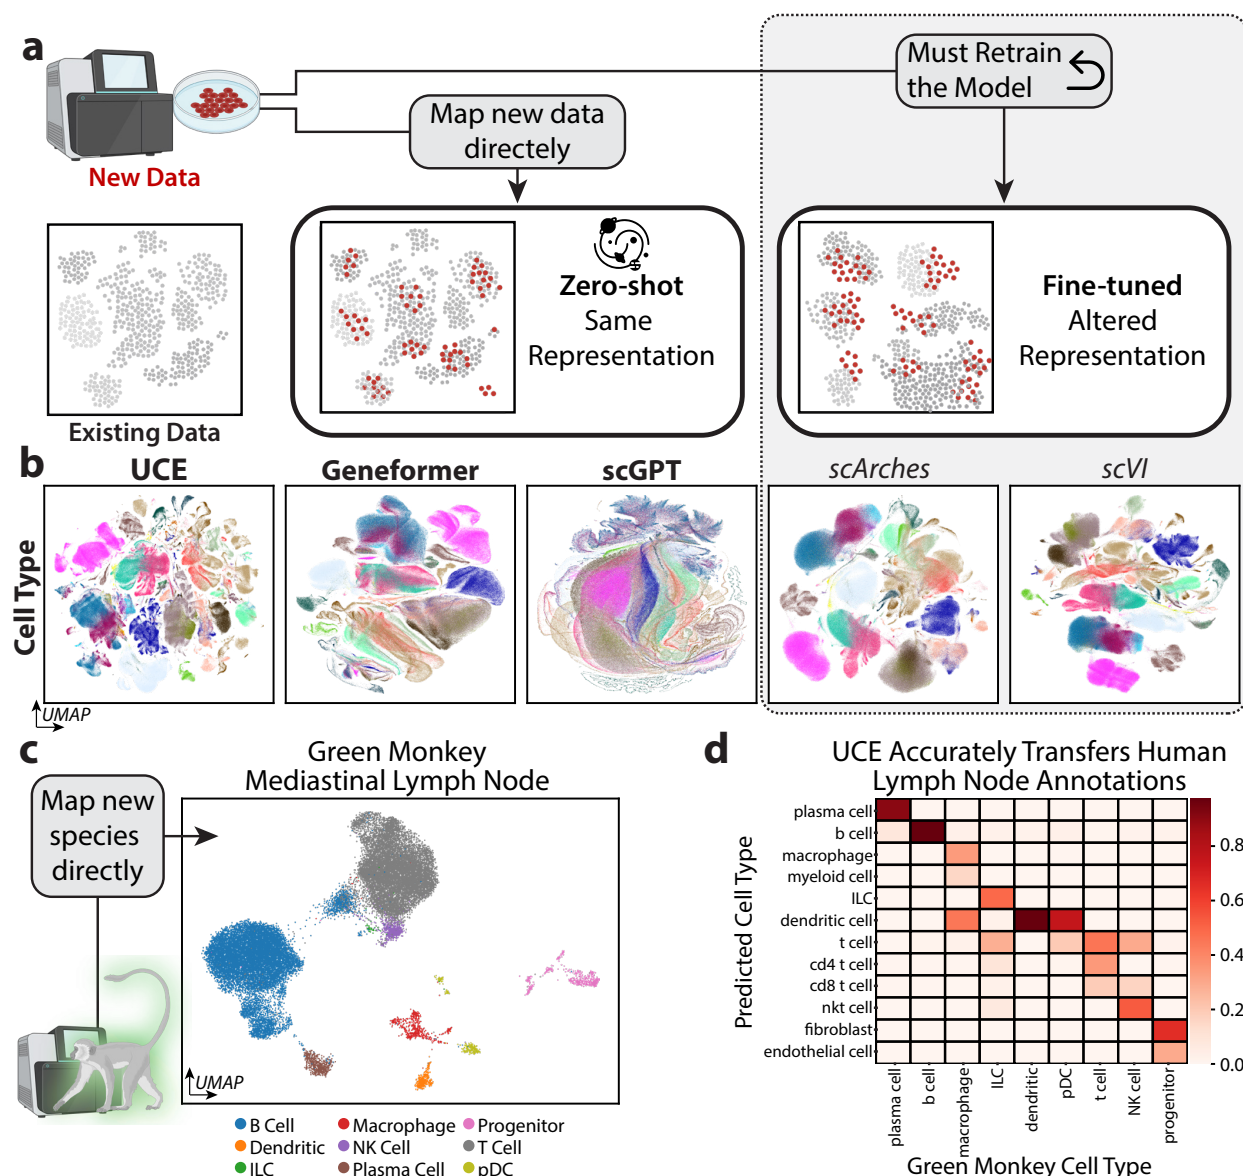 a
New Data
Map new data
directely
Must Retrain
the Model
Existing Data
Zero-shot
Same
Representation
Fine-tuned
Altered
Representation
b
UCE
Geneformer
scGPT
scArches
scVI
Cell Type
UMAP
c
Map new
species
directly
Green Monkey
Mediastinal Lymph Node
UMAP
B Cell
Macrophage
Progenitor
Dendritic
NK Cell
T Cell
ILC
Plasma Cell
pDC
d
UCE Accurately Transfers Human
Lymph Node Annotations
Predicted Cell Type
plasma cell
b cell
macrophage
myeloid cell
ILC
dendritic cell
t cell
cd4 t cell
cd8 t cell
nkt cell
fibroblast
endothelial cell
plasma cell
b cell
macrophage
ILC
dendritic
pDC
t cell
NK cell
progenitor
Green Monkey Cell Type
0.8
0.6
0.4
0.2
0.0